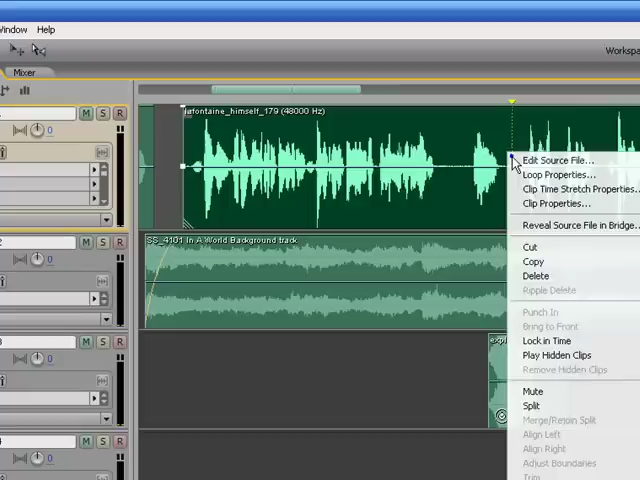 Window Help
Workspa
Mixer
M S R
lafontaine_himself_179 (48000 Hz)
0
Edit Source File...
Loop Properties...
Clip Time Stretch Properties..
Clip Properties...
Reveal Source File in Bridge..
2 M S R
SS_4101 In A World Background track
0
Cut
Copy
Delete
Ripple Delete
Punch In
Bring to Front
3 M S R
expl
Lock in Time
0
Play Hidden Clips
Remove Hidden Clips
Mute
Split
Merge/Rejoin Split
4 M S R
Align Left
Align Right
0
Adjust Boundaries
Trim